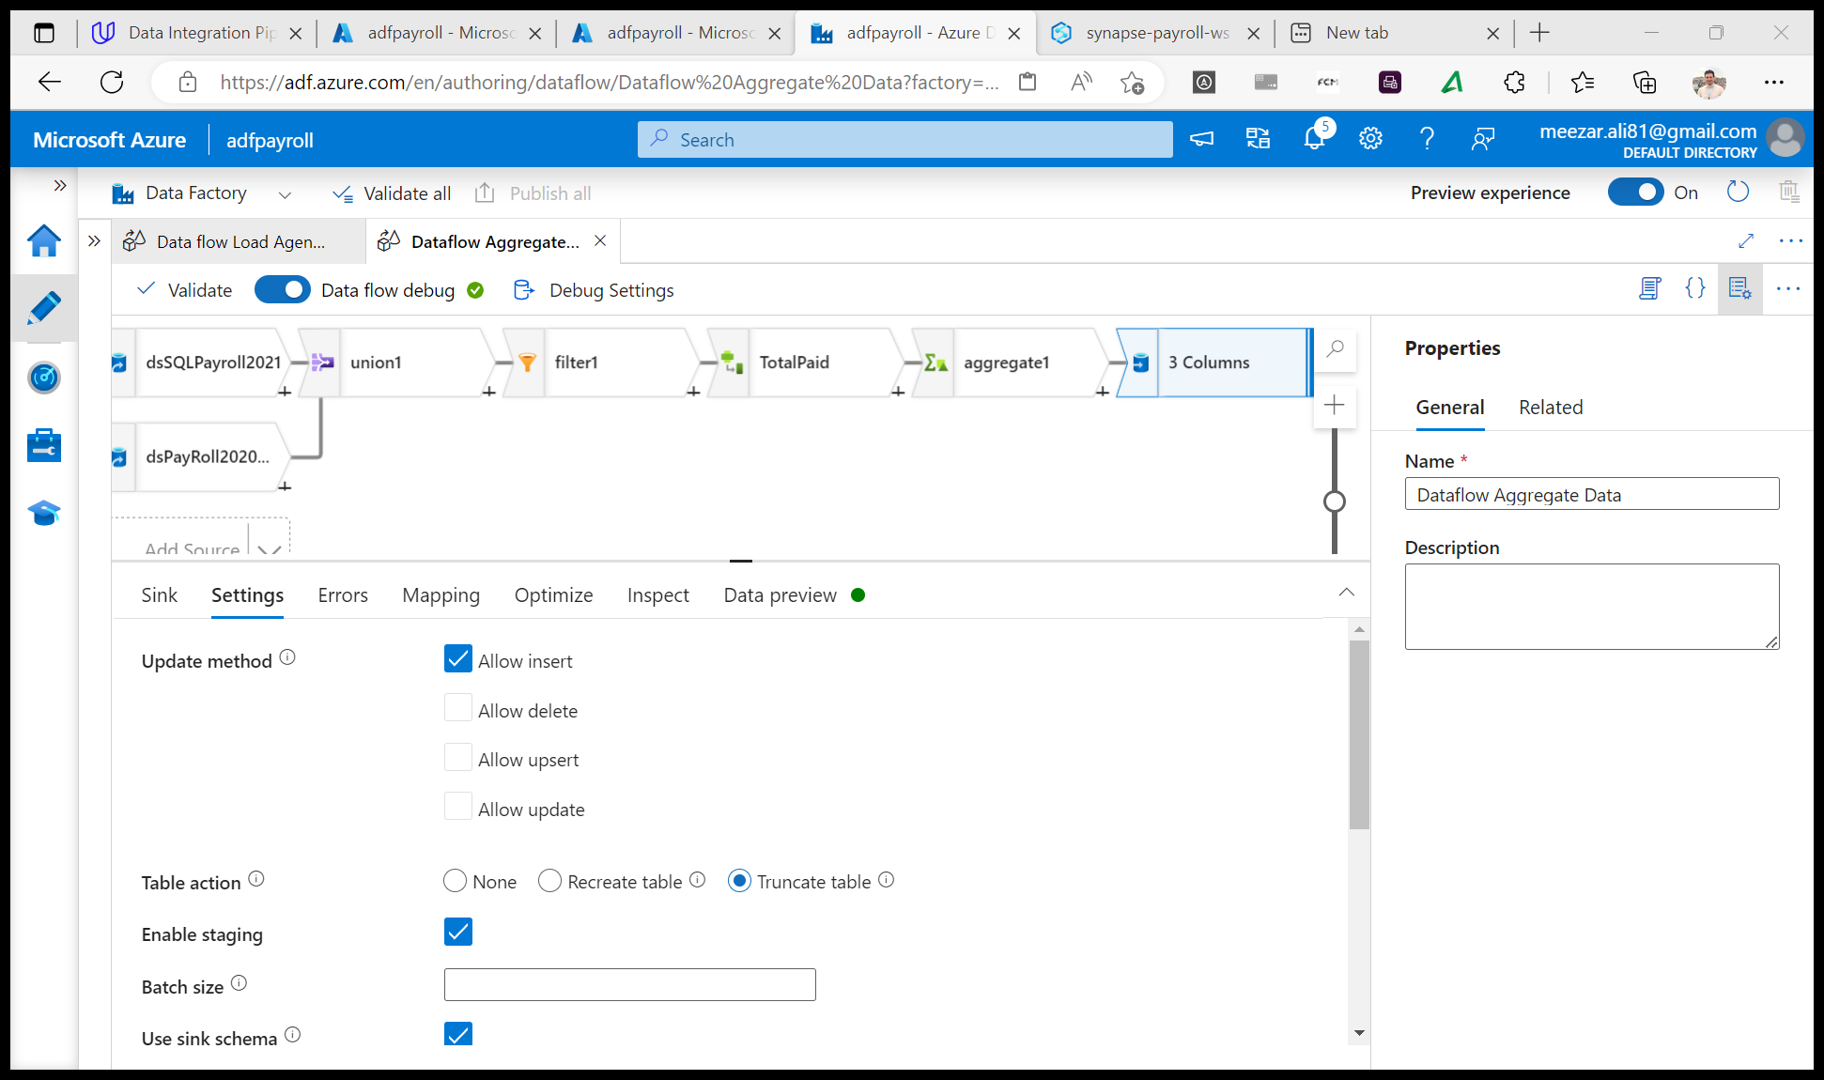 Data Integration Pip
adfpayroll - Microsc
adfpayroll - Microsc
adfpayroll - Azure D
synapse-payroll-ws
New tab
https://adf.azure.com/en/authoring/dataflow/Dataflow%20Aggregate%20Data?factory=...
FCM
Microsoft Azure
adfpayroll
Search
5
meezar.ali81@gmail.com
DEFAULT DIRECTORY
Data Factory
Validate all
Publish all
Preview experience
On
Data flow Load Agen...
Dataflow Aggregate...
Validate
Data flow debug
Debug Settings
dsSQLPayroll2021
union1
filter1
TotalPaid
aggregate1
3 Columns
dsPayRoll2020...
Add Source
Properties
General
Related
Name *
Dataflow Aggregate Data
Description
Sink
Settings
Errors
Mapping
Optimize
Inspect
Data preview
Update method
Allow insert
Allow delete
Allow upsert
Allow update
Table action
None
Recreate table
Truncate table
Enable staging
Batch size
Use sink schema